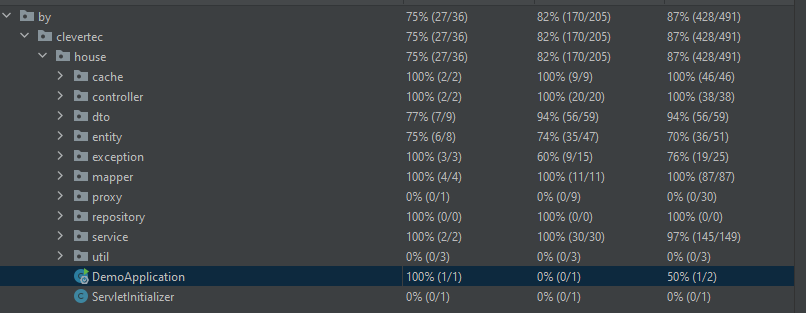 by 75% (27/36) 82% (170/205) 87% (428/491)
clevertec 75% (27/36) 82% (170/205) 87% (428/491)
house 75% (27/36) 82% (170/205) 87% (428/491)
cache 100% (2/2) 100% (9/9) 100% (46/46)
controller 100% (2/2) 100% (20/20) 100% (38/38)
dto 77% (7/9) 94% (56/59) 94% (56/59)
entity 75% (6/8) 74% (35/47) 70% (36/51)
exception 100% (3/3) 60% (9/15) 76% (19/25)
mapper 100% (4/4) 100% (11/11) 100% (87/87)
proxy 0% (0/1) 0% (0/9) 0% (0/30)
repository 100% (0/0) 100% (0/0) 100% (0/0)
service 100% (2/2) 100% (30/30) 97% (145/149)
util 0% (0/3) 0% (0/3) 0% (0/3)
DemoApplication 100% (1/1) 0% (0/1) 50% (1/2)
ServletInitializer 0% (0/1) 0% (0/1) 0% (0/1)